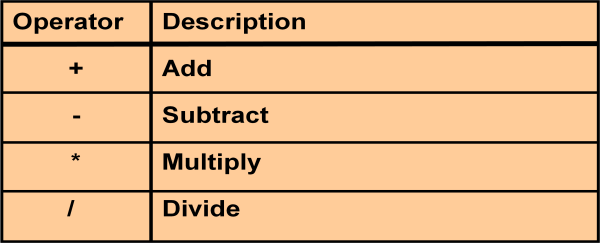 Operator Description
+ Add
- Subtract
* Multiply
/ Divide